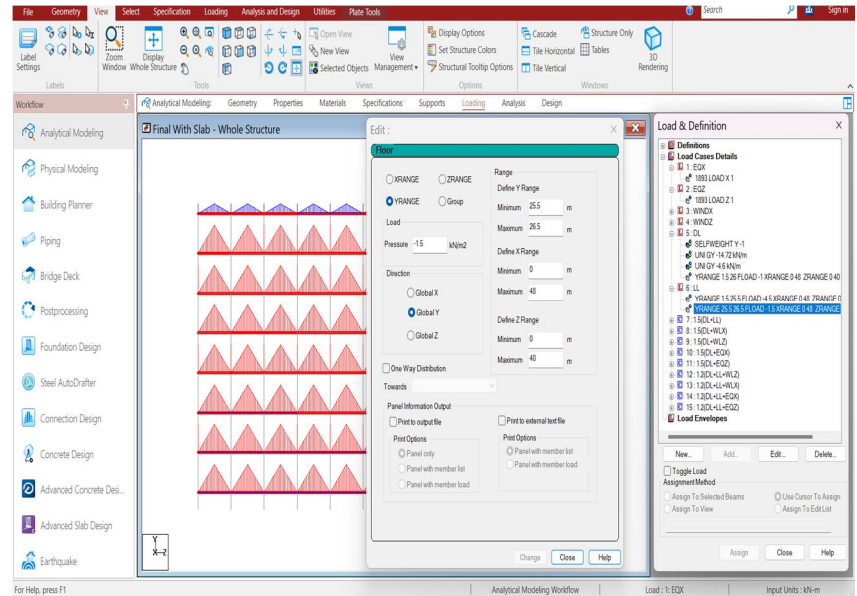 File Geometry View Select Specification Loading Analysis and Design Utilities Plate Tools Search Sign in
Label Settings
Zoom Window
Display Whole Structure
Open View
New View
Selected Objects
View Management
Display Options
Set Structure Colors
Structural Tooltip Options
Cascade
Tile Horizontal
Tile Vertical
Structure Only
Tables
3D Rendering
Labels Tools Views Options Windows
Workflow
Analytical Modeling: Geometry Properties Materials Specifications Supports Loading Analysis Design
Analytical Modeling
Physical Modeling
Building Planner
Piping
Bridge Deck
Postprocessing
Foundation Design
Steel AutoDrafter
Connection Design
Concrete Design
Advanced Concrete Desi...
Advanced Slab Design
Earthquake
Final With Slab - Whole Structure
Y
X Z
Edit :
Floor
XRANGE ZRANGE
YRANGE Group
Load
Pressure -1.5 kN/m2
Direction
Global X
Global Y
Global Z
One Way Distribution
Towards
Range
Define Y Range
Minimum 25.5 m
Maximum 26.5 m
Define X Range
Minimum 0 m
Maximum 48 m
Define Z Range
Minimum 0 m
Maximum 40 m
Panel Information Output
Print to output file
Print Options
Panel only
Panel with member list
Panel with member load
Print to external text file
Print Options
Panel with member list
Panel with member load
Change Close Help
Load & Definition X
Definitions
Load Cases Details
1 : EQX
1893 LOAD X 1
2 : EQZ
1893 LOAD Z 1
3 : WINDX
4 : WINDZ
5 : DL
SELFWEIGHT Y -1
UNI GY -14.72 kN/m
UNI GY -4.6 kN/m
YRANGE 1.5 26 FLOAD -1 XRANGE 0 48 ZRANGE 0 40
6 : LL
YRANGE 1.5 25.5 FLOAD -4.5 XRANGE 0 48 ZRANGE 0
YRANGE 25.5 26.5 FLOAD -1.5 XRANGE 0 48 ZRANGE
7 : 1.5(DL+LL)
8 : 1.5(DL+WLX)
9 : 1.5(DL+WLZ)
10 : 1.5(DL+EQX)
11 : 1.5(DL+EQZ)
12 : 1.2(DL+LL+WLZ)
13 : 1.2(DL+LL+WLX)
14 : 1.2(DL+LL+EQX)
15 : 1.2(DL+LL+EQZ)
Load Envelopes
New... Add... Edit... Delete...
Toggle Load
Assignment Method
Assign To Selected Beams Use Cursor To Assign
Assign To View Assign To Edit List
Assign Close Help
For Help, press F1 Analytical Modeling Workflow Load : 1: EQX Input Units : kN-m